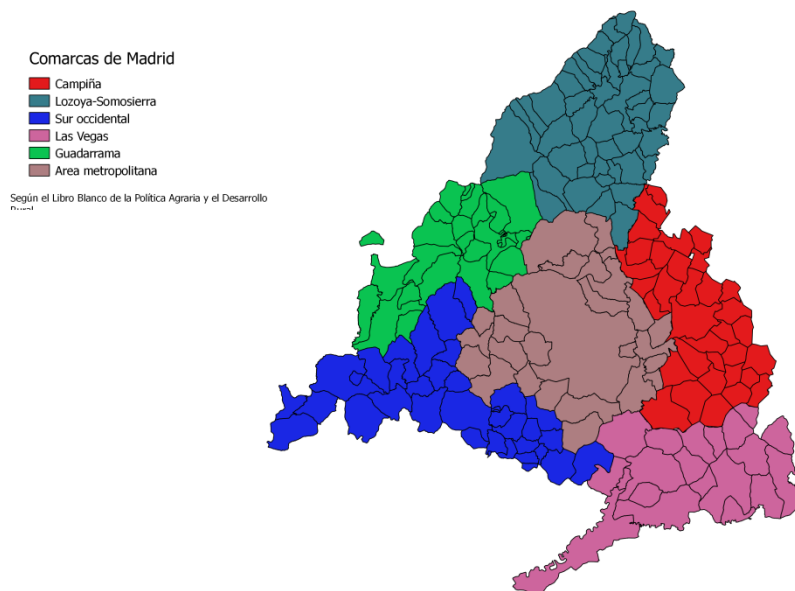 Comarcas de Madrid
Campiña
Lozoya-Somosierra
Sur occidental
Las Vegas
Guadarrama
Area metropolitana
Según el Libro Blanco de la Política Agraria y el Desarrollo